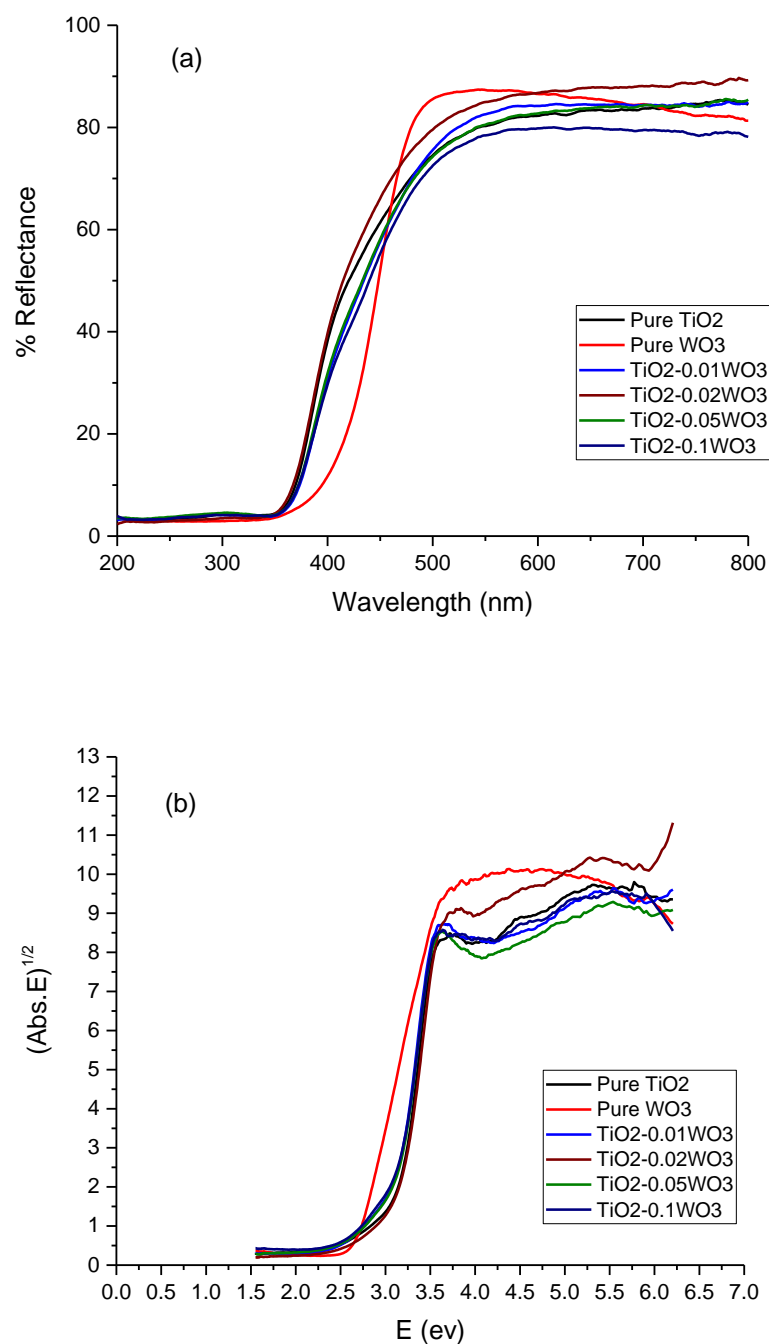 (a)
% Reflectance
100
80
60
40
20
0
200 300 400 500 600 700 800
Wavelength (nm)
Pure TiO2
Pure WO3
TiO2-0.01WO3
TiO2-0.02WO3
TiO2-0.05WO3
TiO2-0.1WO3
(b)
(Abs.E)^1/2
13
12
11
10
9
8
7
6
5
4
3
2
1
0
0.0 0.5 1.0 1.5 2.0 2.5 3.0 3.5 4.0 4.5 5.0 5.5 6.0 6.5 7.0
E (ev)
Pure TiO2
Pure WO3
TiO2-0.01WO3
TiO2-0.02WO3
TiO2-0.05WO3
TiO2-0.1WO3